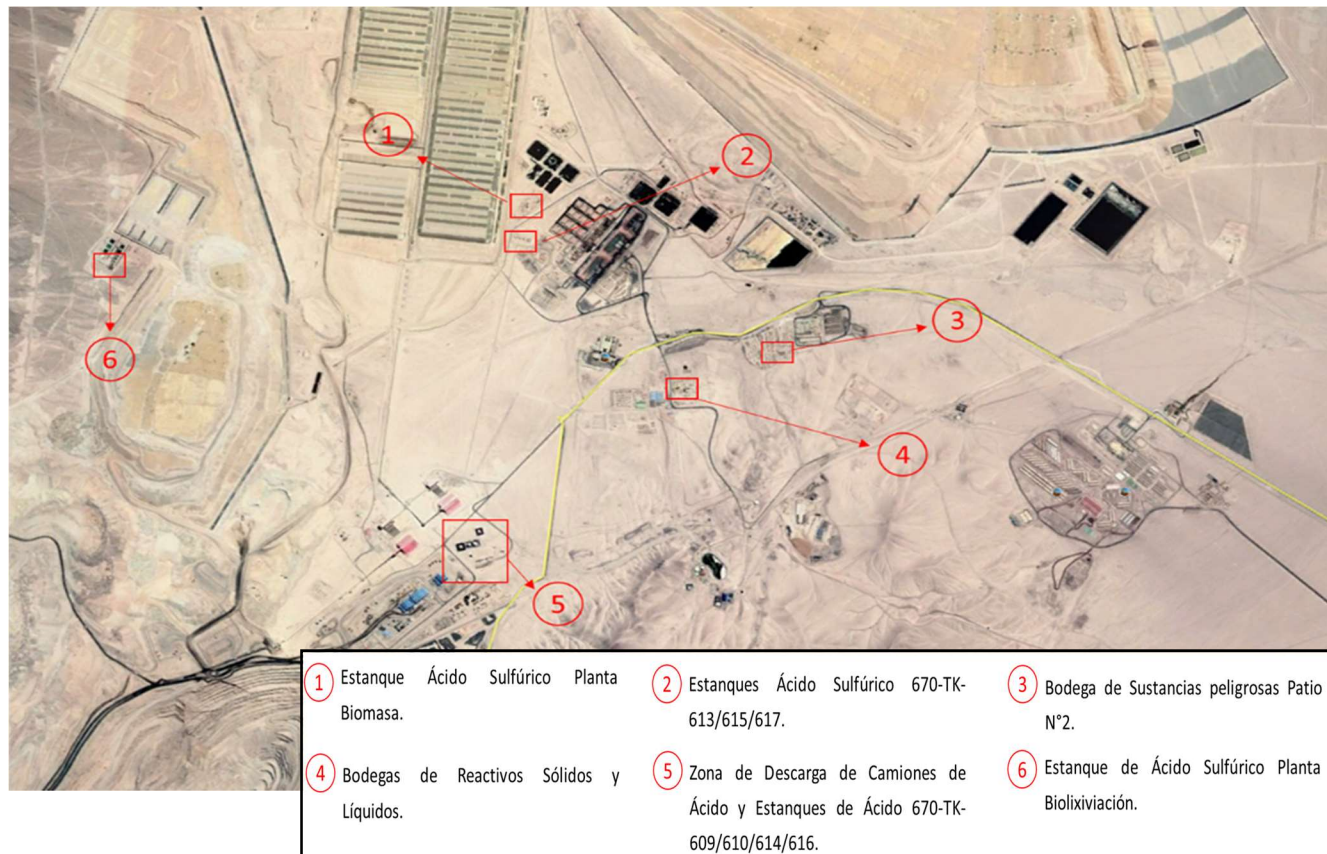 1
2
3
4
5
6
1 Estanque Ácido Sulfúrico Planta
Biomasa.
2 Estanques Ácido Sulfúrico 670-TK-
613/615/617.
3 Bodega de Sustancias peligrosas Patio
N°2.
4 Bodegas de Reactivos Sólidos y
Líquidos.
5 Zona de Descarga de Camiones de
Ácido y Estanques de Ácido 670-TK-
609/610/614/616.
6 Estanque de Ácido Sulfúrico Planta
Biolixiviación.